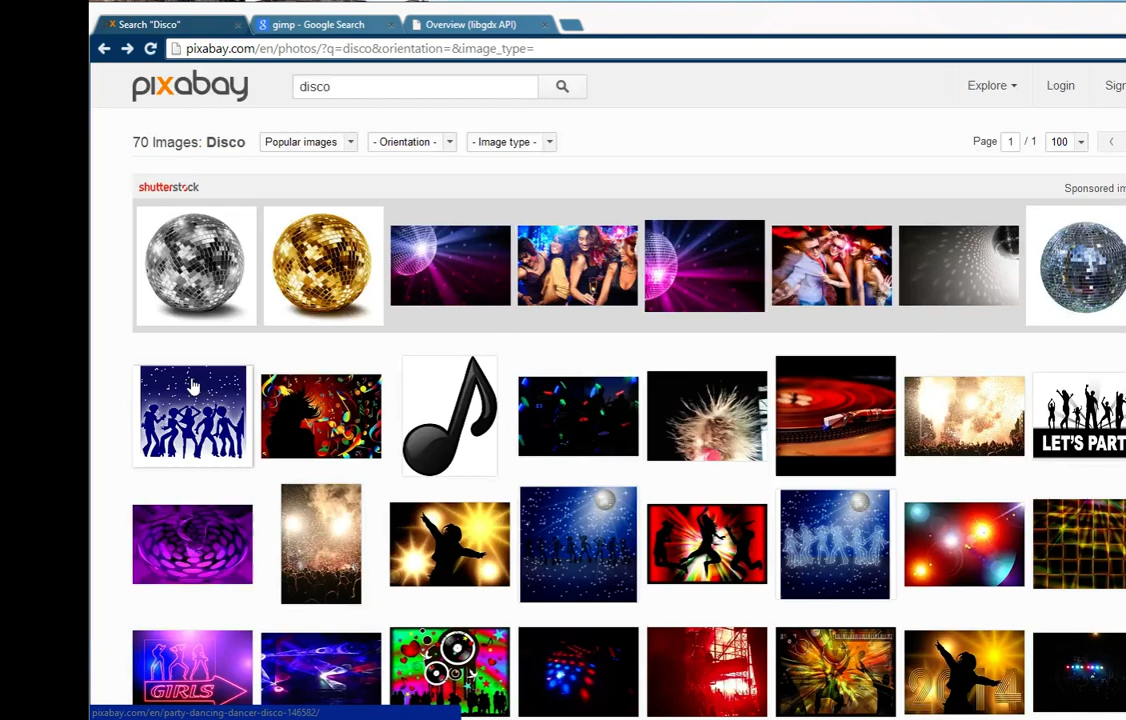 Search "Disco"
gimp - Google Search
Overview (libgdx API)
pixabay.com/en/photos/?q=disco&orientation=&image_type=
pixabay
disco
Explore
Login
Sign
70 Images: Disco
Popular images
- Orientation -
- Image type -
Page 1 / 1
100
shutterstock
Sponsored im
LET'S PART
GIRLS
2014
pixabay.com/en/party-dancing-dancer-disco-146582/